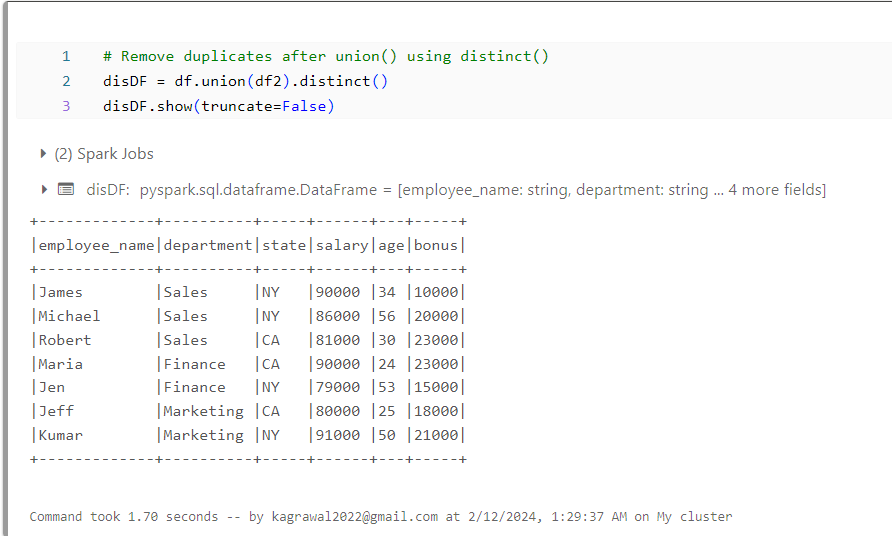 1 # Remove duplicates after union() using distinct()
2 disDF = df.union(df2).distinct()
3 disDF.show(truncate=False)
(2) Spark Jobs
disDF: pyspark.sql.dataframe.DataFrame = [employee_name: string, department: string ... 4 more fields]
+-------------+----------+-----+------+---+-----+
|employee_name|department|state|salary|age|bonus|
+-------------+----------+-----+------+---+-----+
|James        |Sales     |NY   |90000 |34 |10000|
|Michael      |Sales     |NY   |86000 |56 |20000|
|Robert       |Sales     |CA   |81000 |30 |23000|
|Maria        |Finance   |CA   |90000 |24 |23000|
|Jen          |Finance   |NY   |79000 |53 |15000|
|Jeff         |Marketing |CA   |80000 |25 |18000|
|Kumar        |Marketing |NY   |91000 |50 |21000|
+-------------+----------+-----+------+---+-----+
Command took 1.70 seconds -- by kagrawal2022@gmail.com at 2/12/2024, 1:29:37 AM on My cluster